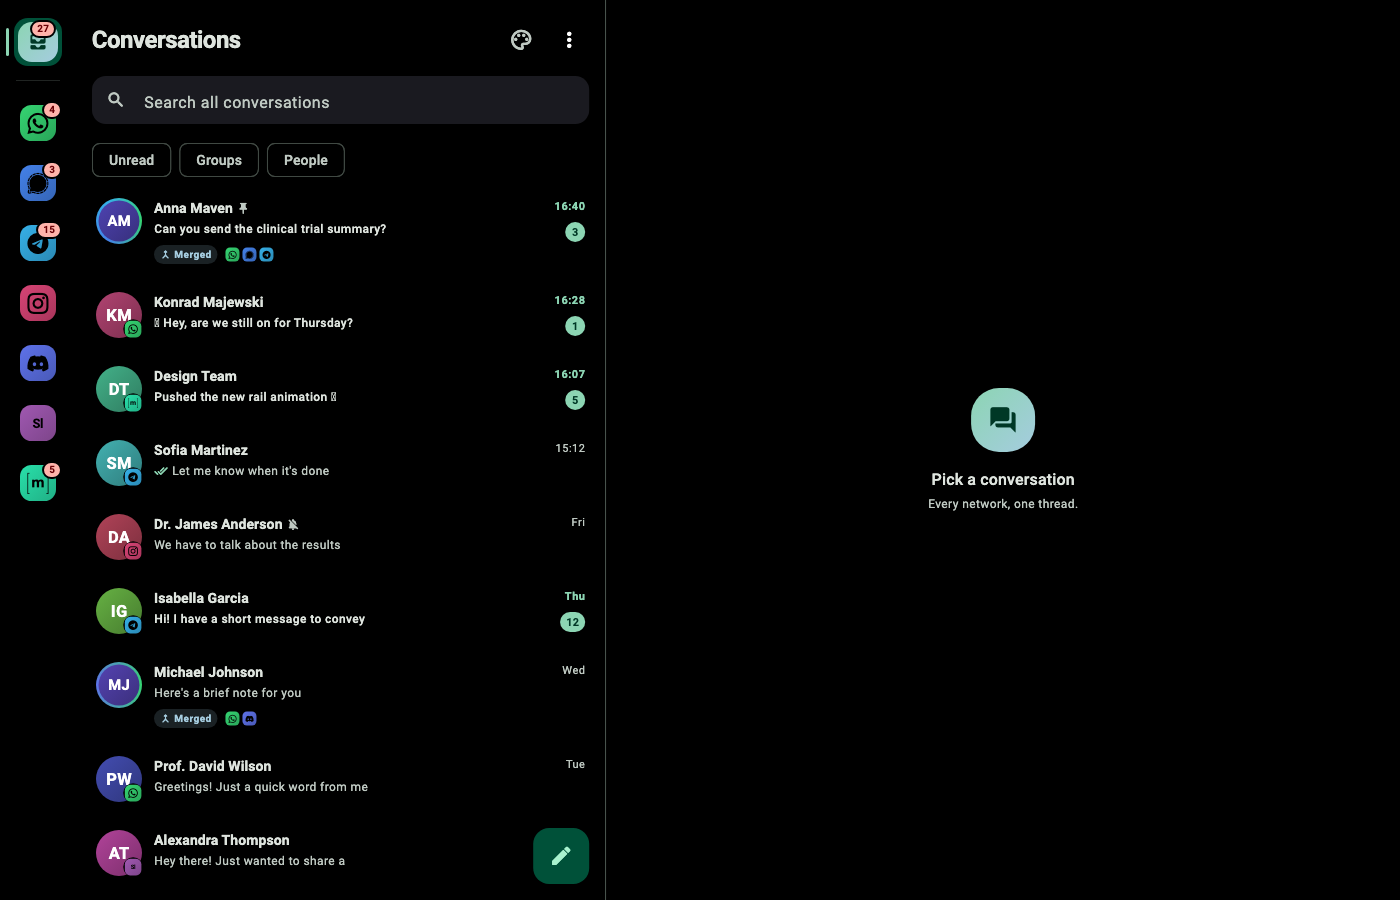 27
Conversations
4
Search all conversations
3
Unread Groups People
15
Anna Maven 16:40
AM
Can you send the clinical trial summary? 3
Merged
Konrad Majewski 16:28
KM
Hey, are we still on for Thursday? 1
Design Team 16:07
DT
Pushed the new rail animation 5
Sl
Sofia Martinez 15:12
SM
Let me know when it's done
5
[m]
Pick a conversation
Every network, one thread.
Dr. James Anderson Fri
DA
We have to talk about the results
Isabella Garcia Thu
IG
Hi! I have a short message to convey 12
Michael Johnson Wed
MJ
Here's a brief note for you
Merged
Prof. David Wilson Tue
PW
Greetings! Just a quick word from me
Alexandra Thompson
AT
Hey there! Just wanted to share a